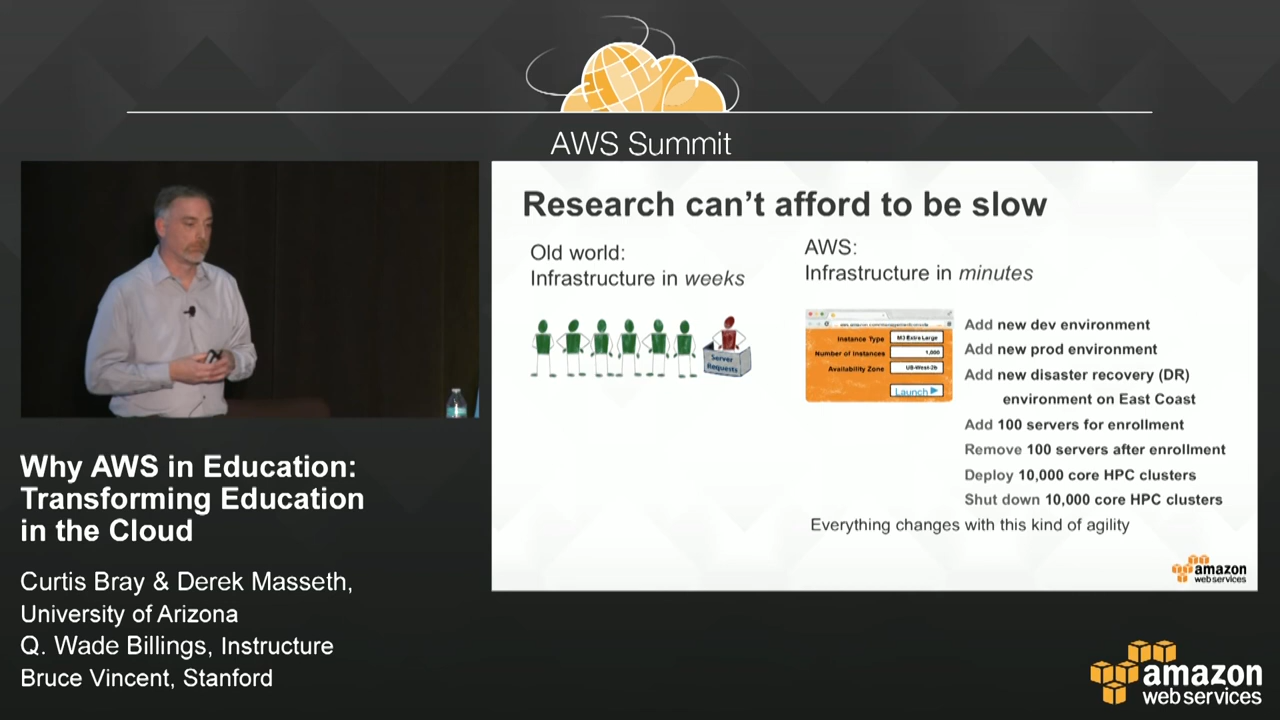 AWS Summit
Research can't afford to be slow
Old world:
Infrastructure in weeks
Server
Requests
AWS:
Infrastructure in minutes
Instance Type
M3 Extra Large
Number of Instances
1,000
Availability Zone
US-West-2b
Launch
Add new dev environment
Add new prod environment
Add new disaster recovery (DR)
environment on East Coast
Add 100 servers for enrollment
Remove 100 servers after enrollment
Deploy 10,000 core HPC clusters
Shut down 10,000 core HPC clusters
Everything changes with this kind of agility
amazon
web services
Why AWS in Education:
Transforming Education
in the Cloud
Curtis Bray & Derek Masseth,
University of Arizona
Q. Wade Billings, Instructure
Bruce Vincent, Stanford
amazon
web services